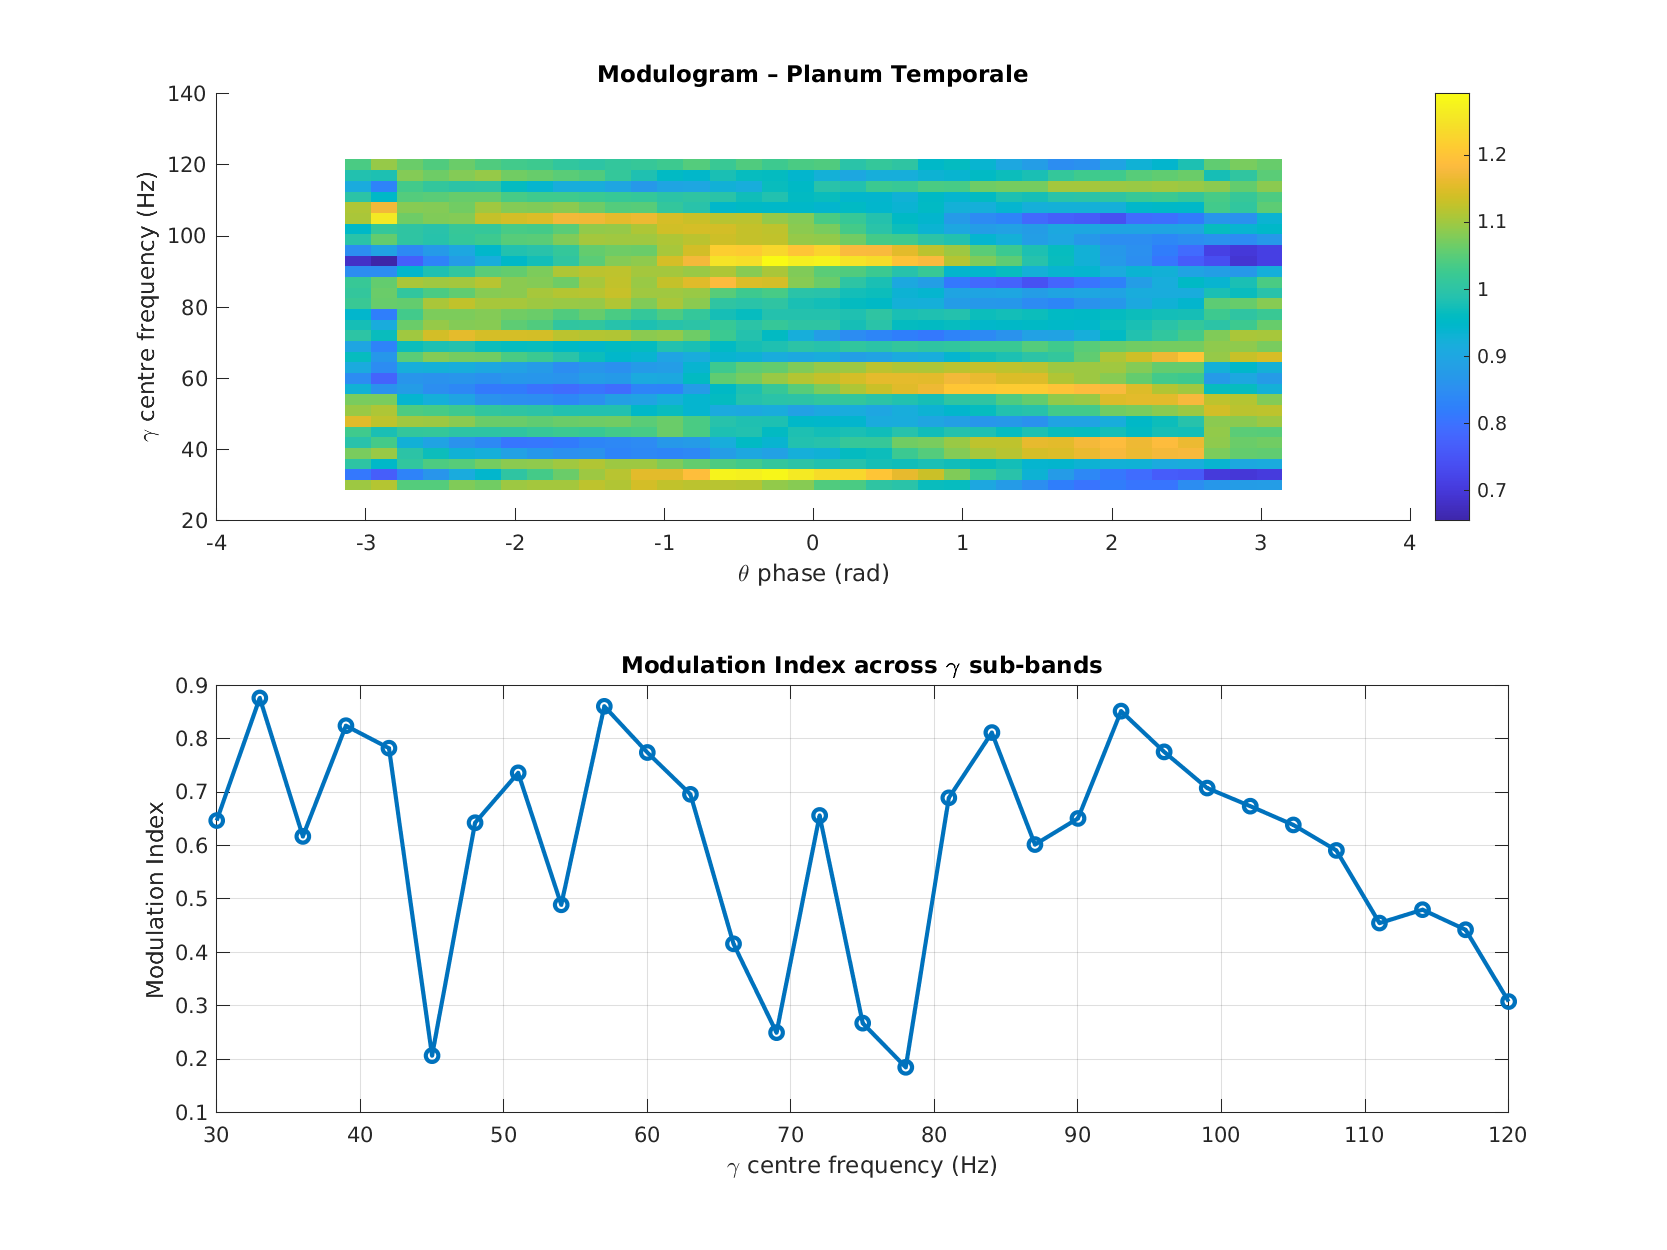 Modulogram – Planum Temporale
140
120
100
80
60
40
20
γ centre frequency (Hz)
-4 -3 -2 -1 0 1 2 3 4
θ phase (rad)
1.2
1.1
1
0.9
0.8
0.7
Modulation Index across γ sub-bands
0.9
0.8
0.7
0.6
0.5
0.4
0.3
0.2
0.1
Modulation Index
30 40 50 60 70 80 90 100 110 120
γ centre frequency (Hz)